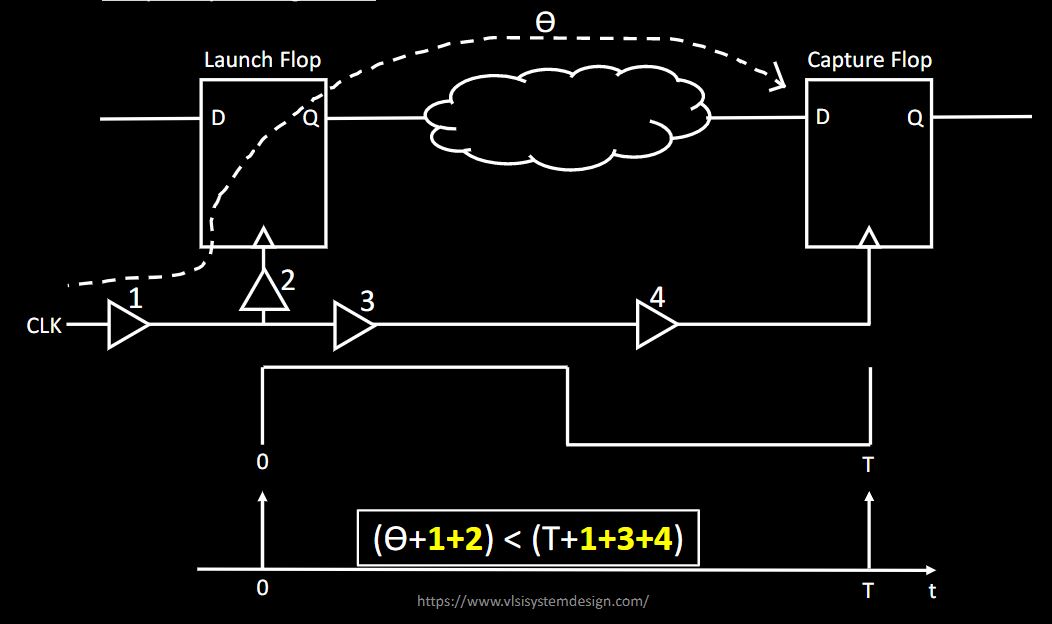 ϴ
Launch Flop
Capture Flop
D
Q
D
Q
1
2
3
4
CLK
0
T
(ϴ+1+2) < (T+1+3+4)
0
T
t
https://www.vlsisystemdesign.com/